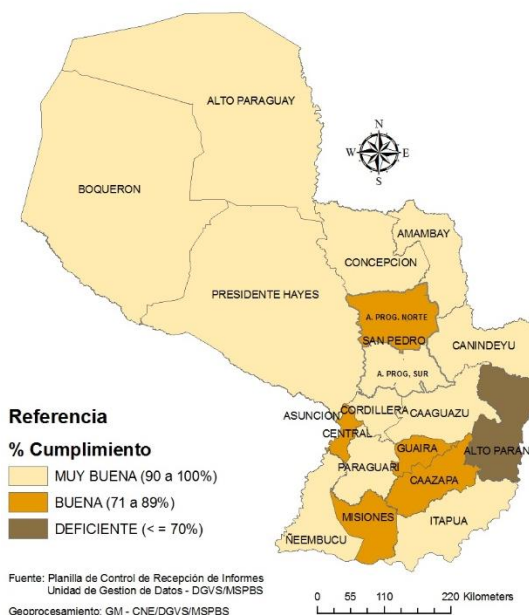 ALTO PARAGUAY
N
W E
S
BOQUERON
AMAMBAY
CONCEPCION
PRESIDENTE HAYES
A. PROG. NORTE
SAN PEDRO
CANINDEYU
A. PROG. SUR
Referencia
ASUNCION
CORDILLERA
CAAGUAZU
CENTRAL
% Cumplimiento
GUAIRA
ALTO PARANA
PARAGUARI
CAAZAPA
MUY BUENA (90 a 100%)
BUENA (71 a 89%)
MISIONES
ITAPUA
DEFICIENTE (< = 70%)
ÑEEMBUCU
Fuente: Planilla de Control de Recepción de Informes
Unidad de Gestion de Datos - DGVS/MSPBS
Georpocesamiento: GM - CNE/DGVS/MSPBS
0 55 110 220 Kilometers